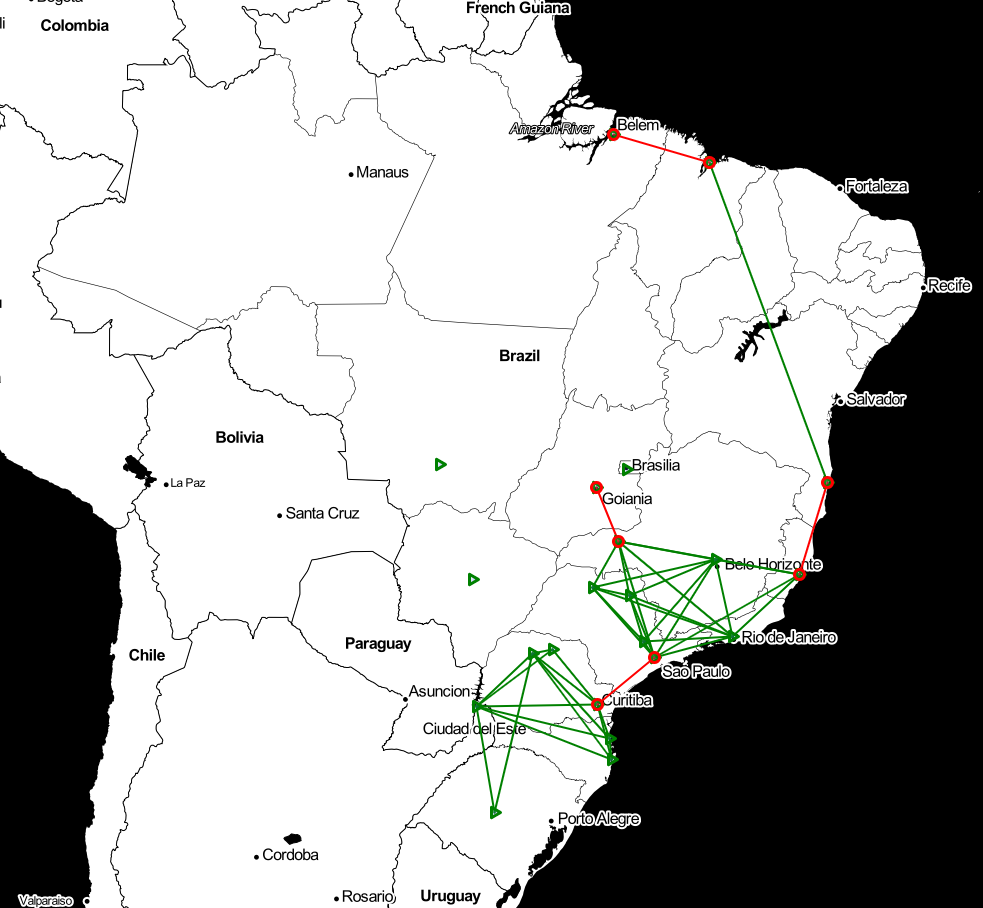 Bogota
French Guiana
Colombia
Amazon River
Belem
Manaus
Fortaleza
Recife
Brazil
Salvador
Bolivia
Brasilia
La Paz
Goiania
Santa Cruz
Belo Horizonte
Rio de Janeiro
Paraguay
Chile
Sao Paulo
Asuncion
Curitiba
Ciudad del Este
Porto Alegre
Cordoba
Rosario
Uruguay
Valparaiso